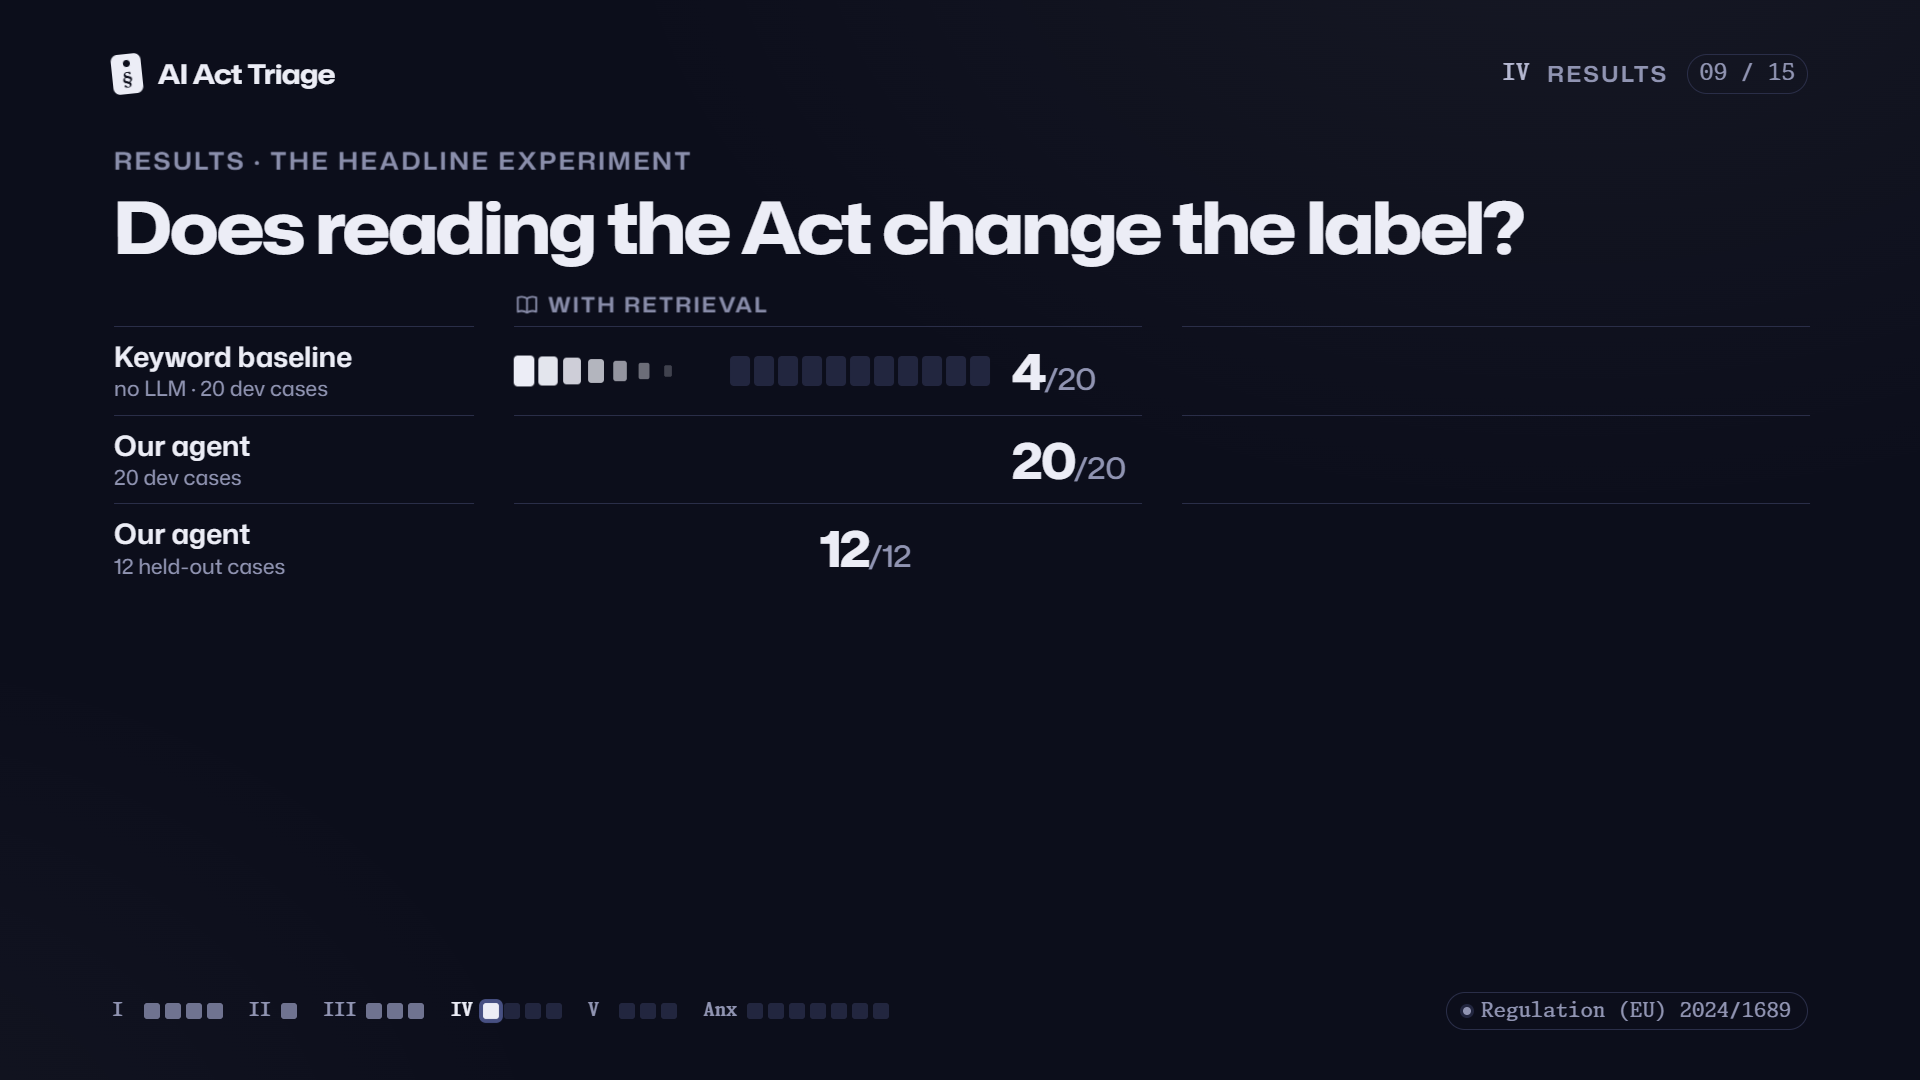 § AI Act Triage
IV RESULTS 09 / 15
RESULTS · THE HEADLINE EXPERIMENT
Does reading the Act change the label?
WITH RETRIEVAL
Keyword baseline
no LLM · 20 dev cases
4/20
Our agent
20 dev cases
20/20
Our agent
12 held-out cases
12/12
I II III IV V Anx
Regulation (EU) 2024/1689